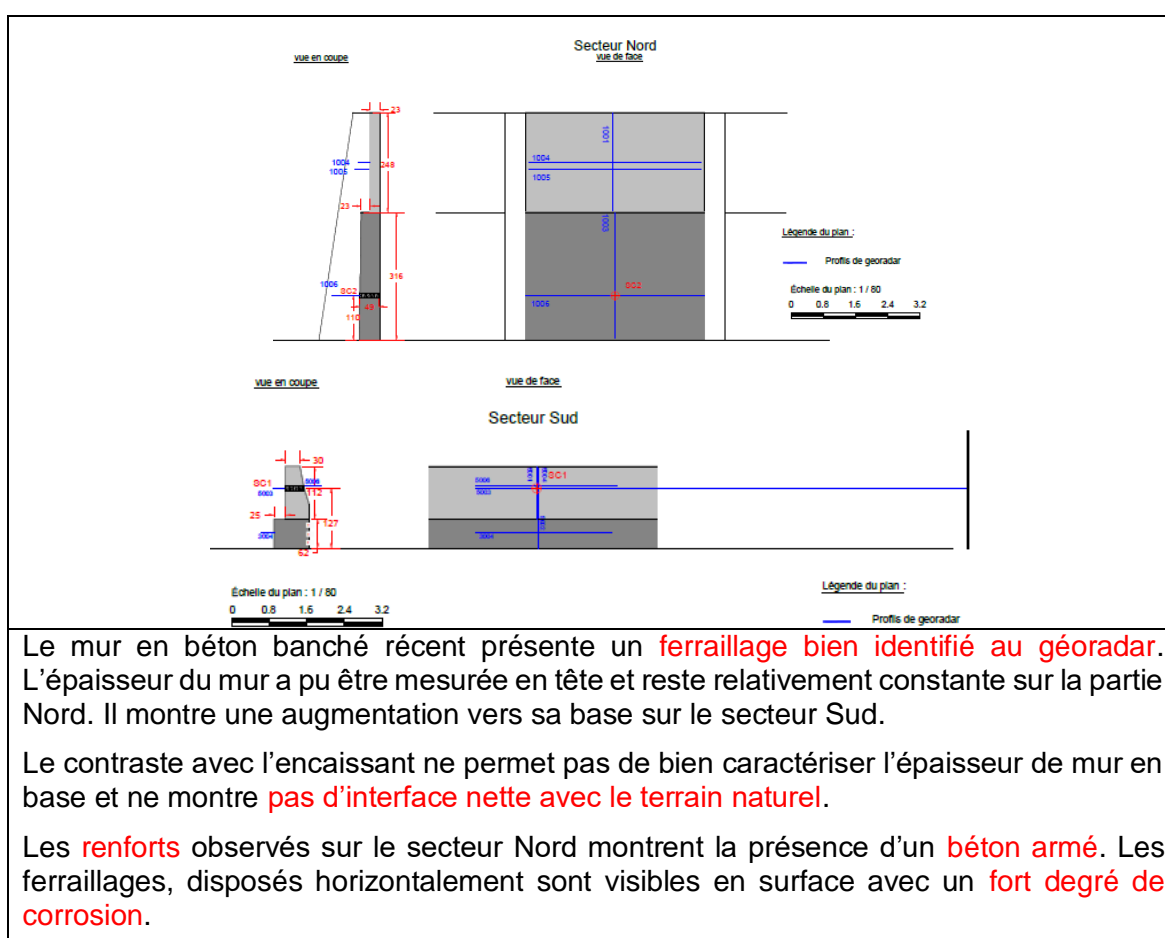 Secteur Nord
vue en coupe
vue de face
23
1001
1004
1005
248
1004
1005
23
1003
Légende du plan :
Profils de georadar
316
1006
SC2
SC2
Échelle du plan : 1 / 80
49
1006
0 0.8 1.6 2.4 3.2
110
vue en coupe
vue de face
Secteur Sud
30
SC1
5006
5003
112
5006
5003
SC1
25
127
62
Échelle du plan : 1 / 80
Légende du plan :
0 0.8 1.6 2.4 3.2
Profils de georadar
Le mur en béton banché récent présente un ferraillage bien identifié au géoradar.
L’épaisseur du mur a pu être mesurée en tête et reste relativement constante sur la partie
Nord. Il montre une augmentation vers sa base sur le secteur Sud.
Le contraste avec l’encaissant ne permet pas de bien caractériser l’épaisseur de mur en
base et ne montre pas d’interface nette avec le terrain naturel.
Les renforts observés sur le secteur Nord montrent la présence d’un béton armé. Les
ferraillages, disposés horizontalement sont visibles en surface avec un fort degré de
corrosion.